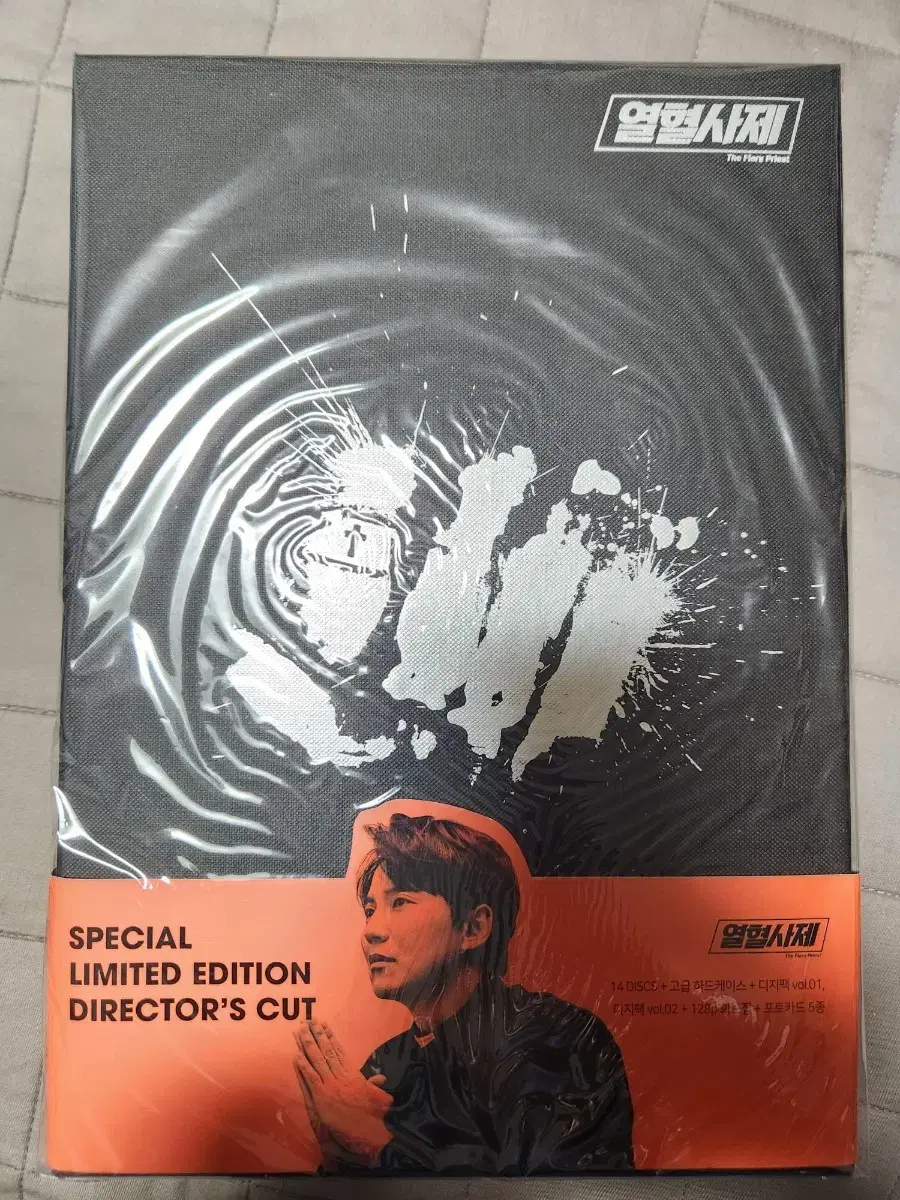 열혈사제
The Fiery Priest
SPECIAL
LIMITED EDITION
DIRECTOR'S CUT
열혈사제
The Fiery Priest
14 DISCS + 고급 하드케이스 + 디지팩 vol.01,
디지팩 vol.02 + 128p 화보집 + 포토카드 5종